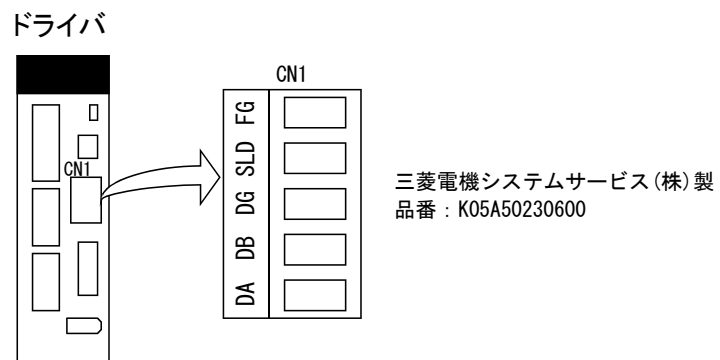 ドライバ
CN1
CN1
FG
SLD
DG
DB
DA
三菱電機システムサービス(株)製
品番：K05A50230600